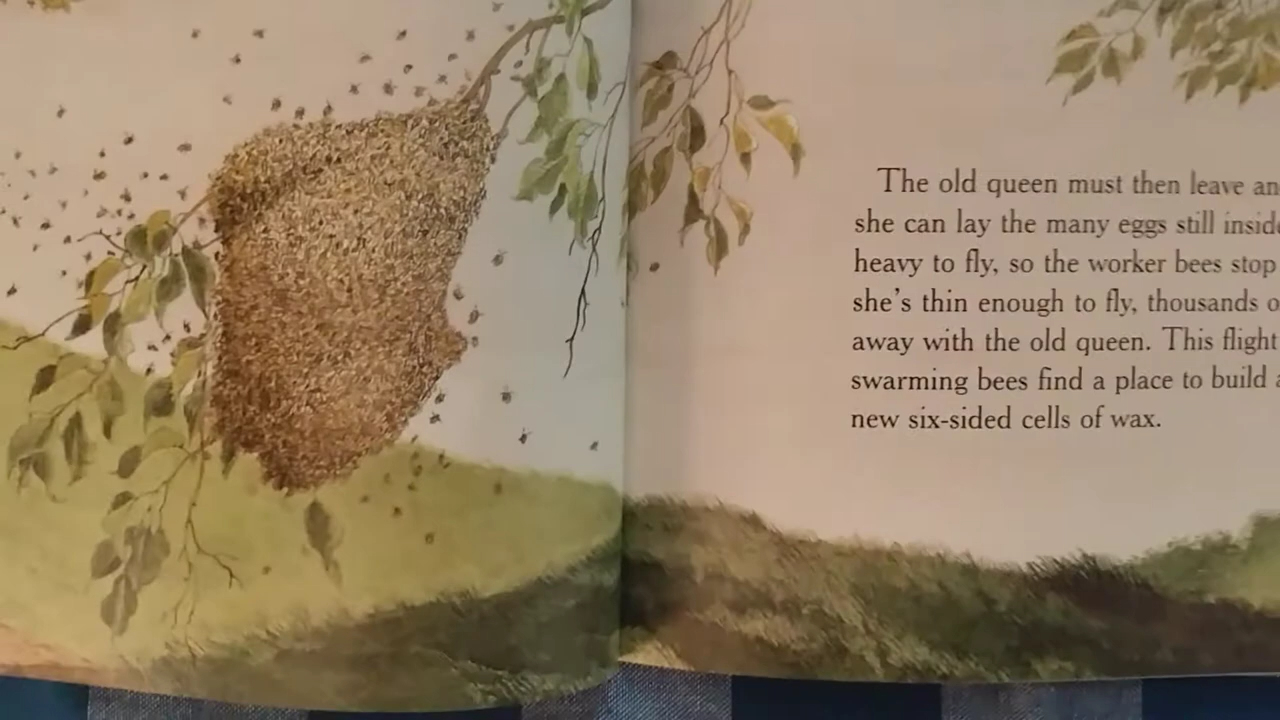 The old queen must then leave
she can lay the many eggs still
heavy to fly, so the worker bees stop
she's thin enough to fly, thousands
away with the old queen. This flight
swarming bees find a place to build
new six-sided cells of wax.